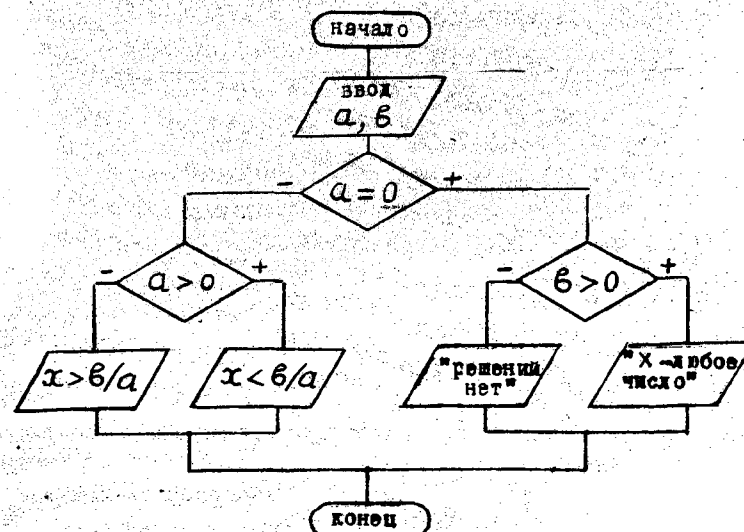 начало
ввод
a, в
- a = 0 +
- a > 0 +
- в > 0 +
x > в/a
x < в/a
"решений
нет"
"X - любое
число"
конец